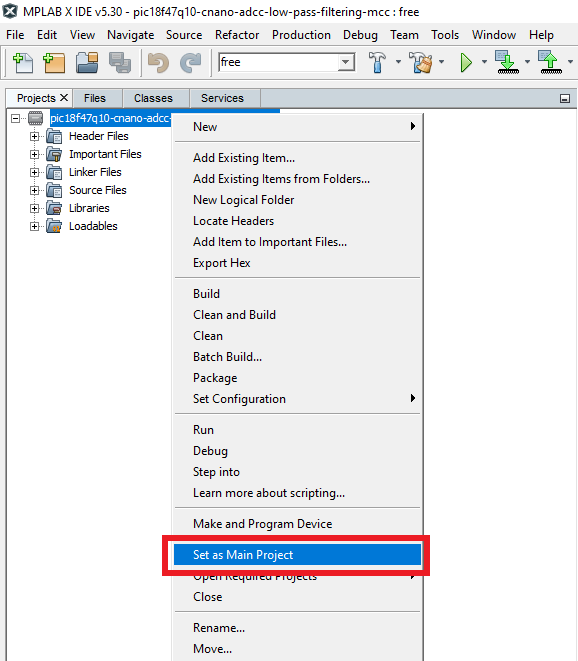 MPLAB X IDE v5.30 - pic18f47q10-cnano-adcc-low-pass-filtering-mcc : free
File Edit View Navigate Source Refactor Production Debug Team Tools Window Help
free
Projects Files Classes Services
pic18f47q10-cnano-adcc-
Header Files
Important Files
Linker Files
Source Files
Libraries
Loadables
New
Add Existing Item...
Add Existing Items from Folders...
New Logical Folder
Locate Headers
Add Item to Important Files...
Export Hex
Build
Clean and Build
Clean
Batch Build...
Package
Set Configuration
Run
Debug
Step into
Learn more about scripting...
Make and Program Device
Set as Main Project
Open Required Projects
Close
Rename...
Move...